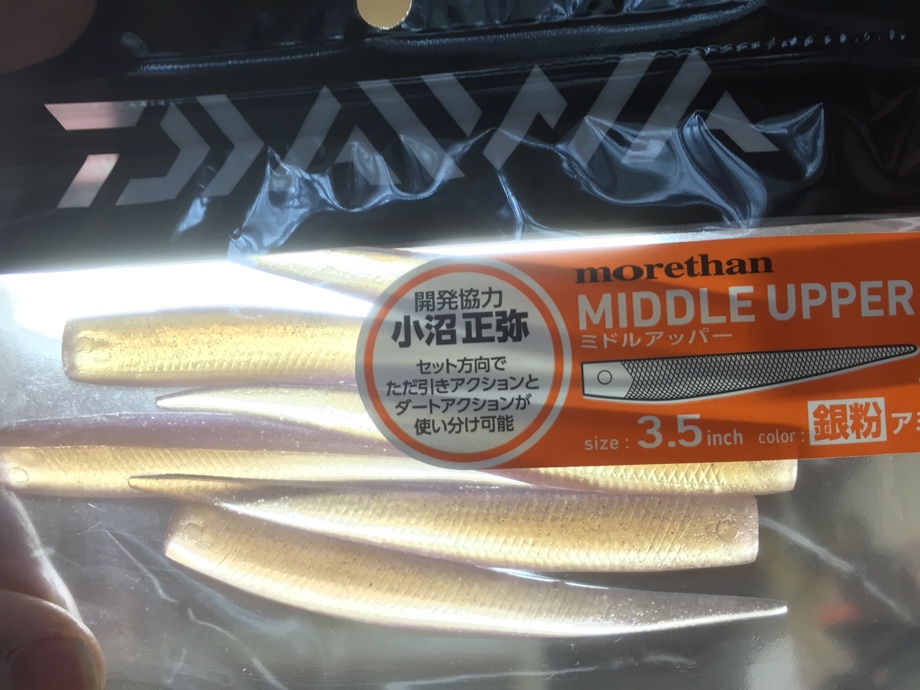 DAIWA
開発協力
小沼 正弥
セット方向で
ただ引きアクションと
ダートアクションが
使い分け可能
morethan
MIDDLE UPPER
ミドルアッパー
size : 3.5 inch color : 銀粉 ア